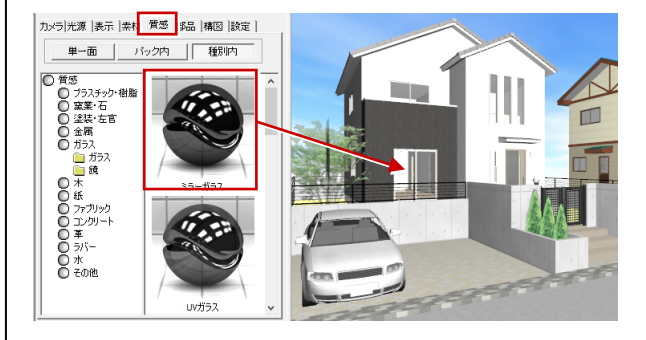 カメラ|光源|表示|素材 質感 部品|構図|設定|
単一面 パック内 種別内
質感
プラスチック・樹脂
窯業・石
塗装・左官
金属
ガラス
ガラス
鏡
木
紙
ファブリック
コンクリート
革
ラバー
水
その他
ミラーガラス
UVガラス